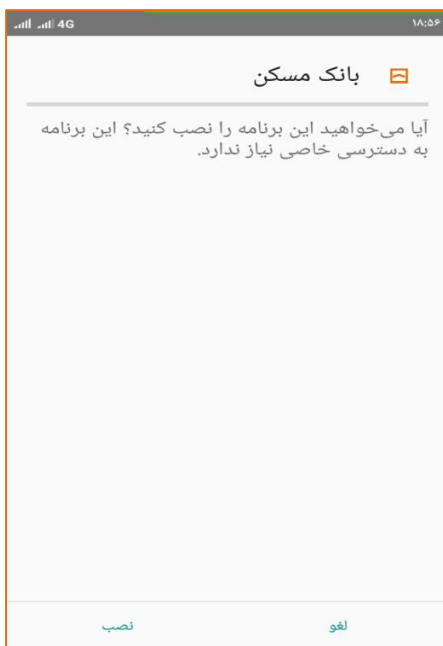 4G ۱۸:۵۶
بانک مسکن
آیا می‌خواهید این برنامه را نصب کنید؟ این برنامه
به دسترسی خاصی نیاز ندارد.
لغو نصب